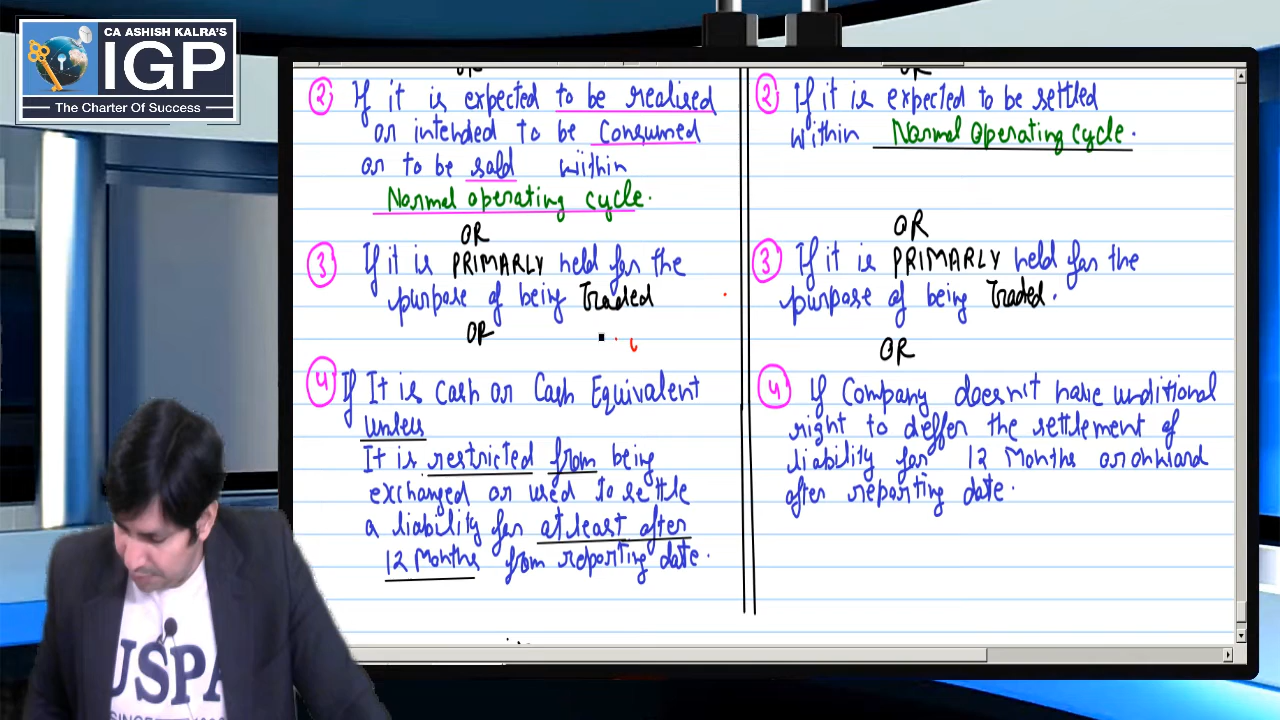 CA ASHISH KALRA'S
IGP
The Charter Of Success
OR
② If it is expected to be realised
or intended to be Consumed
or to be sold within
Normal operating cycle.
OR
③ If it is PRIMARLY held for the
purpose of being Traded
OR
④ If It is Cash or Cash Equivalent
unless
It is restricted from being
exchanged or used to settle
a liability for at least after
12 Months from reporting date.
OR
② If it is expected to be settled
within Normal Operating cycle.
OR
③ If it is PRIMARLY held for the
purpose of being Traded.
OR
④ If Company doesn't have unditional
right to deffer the settlement of
liability for 12 Months or onward
after reporting date.
USPA
SINCE